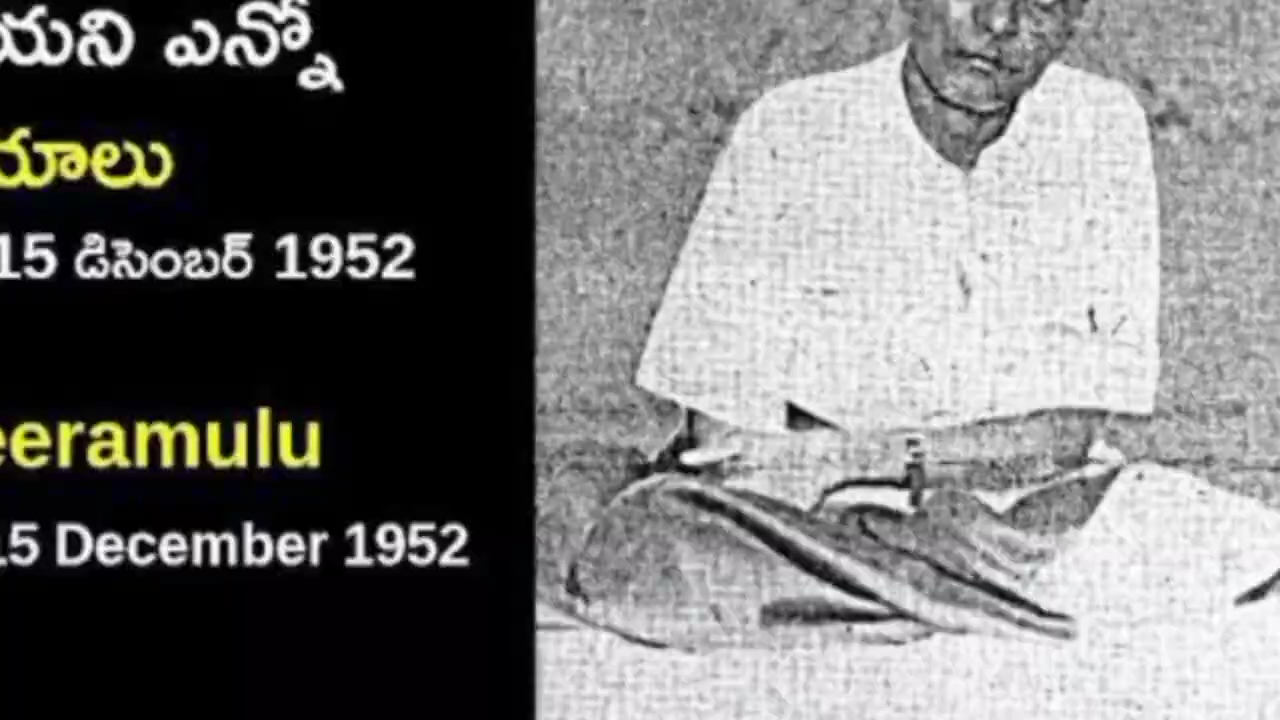 యని ఎన్నో
యాలు
15 డిసెంబర్ 1952
eeramulu
15 December 1952